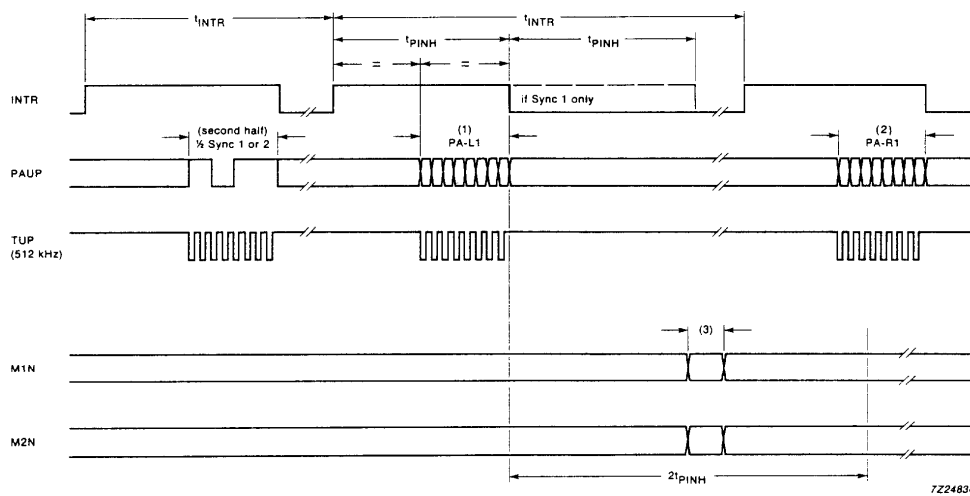 tINTR
tINTR
tPINH
tPINH
= =
INTR
if Sync 1 only
(second half)
½ Sync 1 or 2
(1)
PA-L1
(2)
PA-R1
PAUP
TUP
(512 kHz)
(3)
M1N
M2N
2tPINH